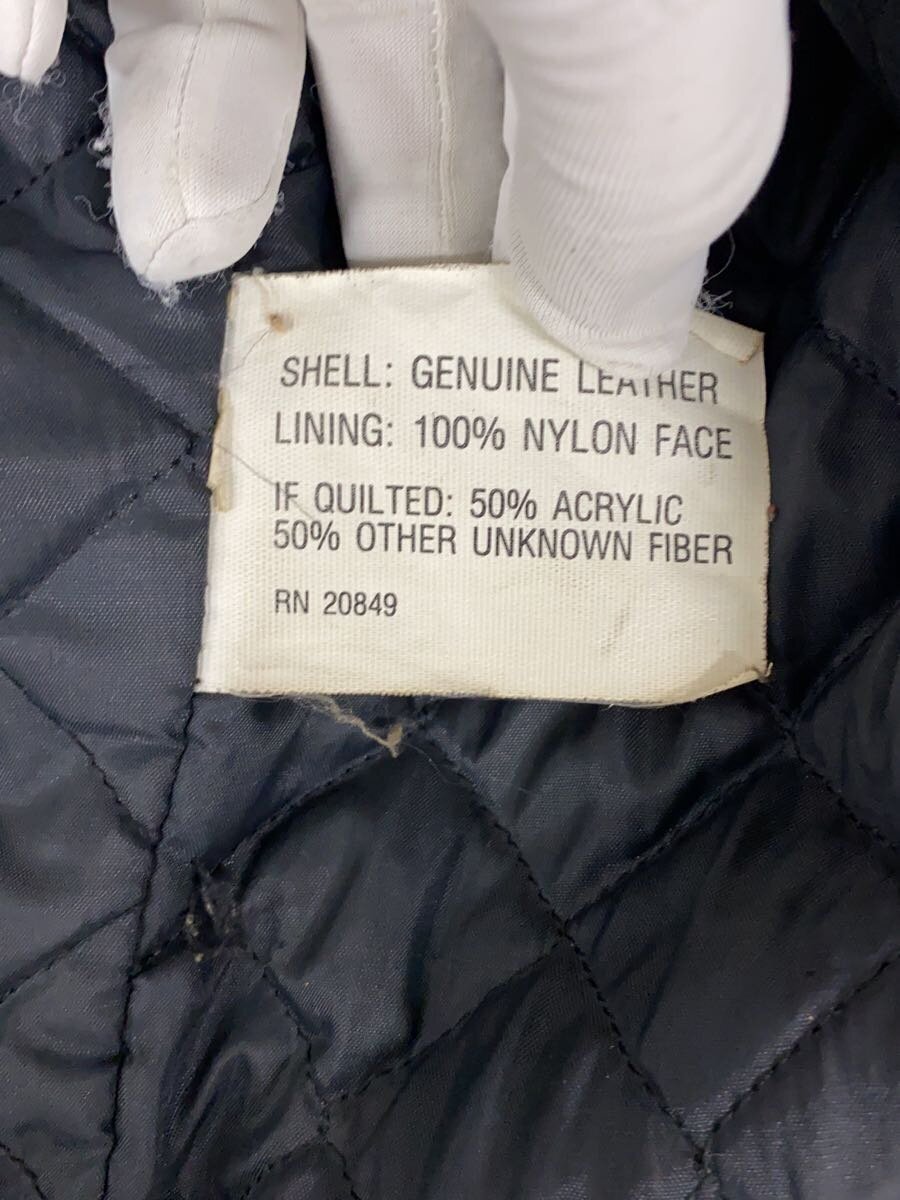 SHELL: GENUINE LEATHER
LINING: 100% NYLON FACE
IF QUILTED: 50% ACRYLIC
50% OTHER UNKNOWN FIBER
RN 20849